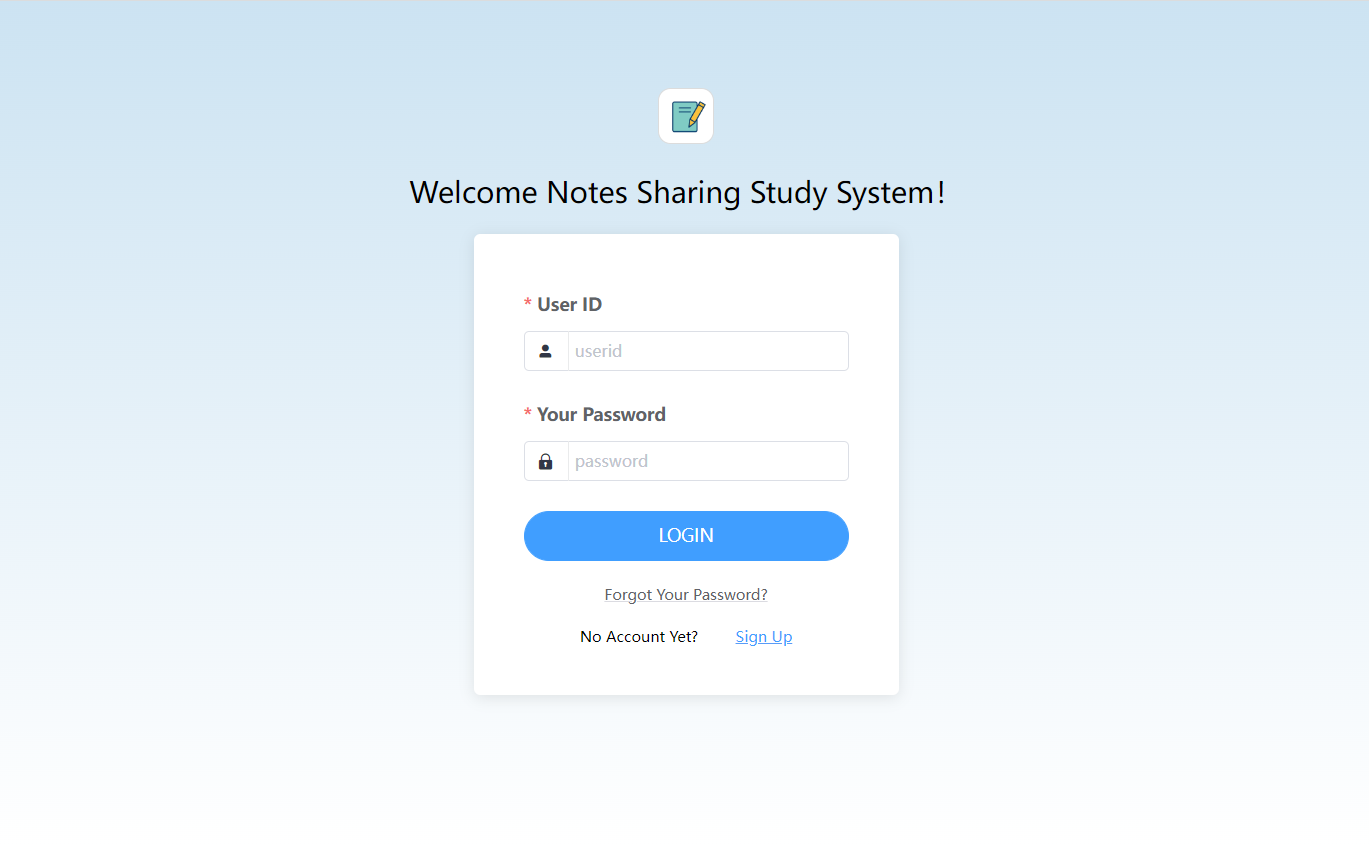 Welcome Notes Sharing Study System!
* User ID
userid
* Your Password
password
LOGIN
Forgot Your Password?
No Account Yet? Sign Up